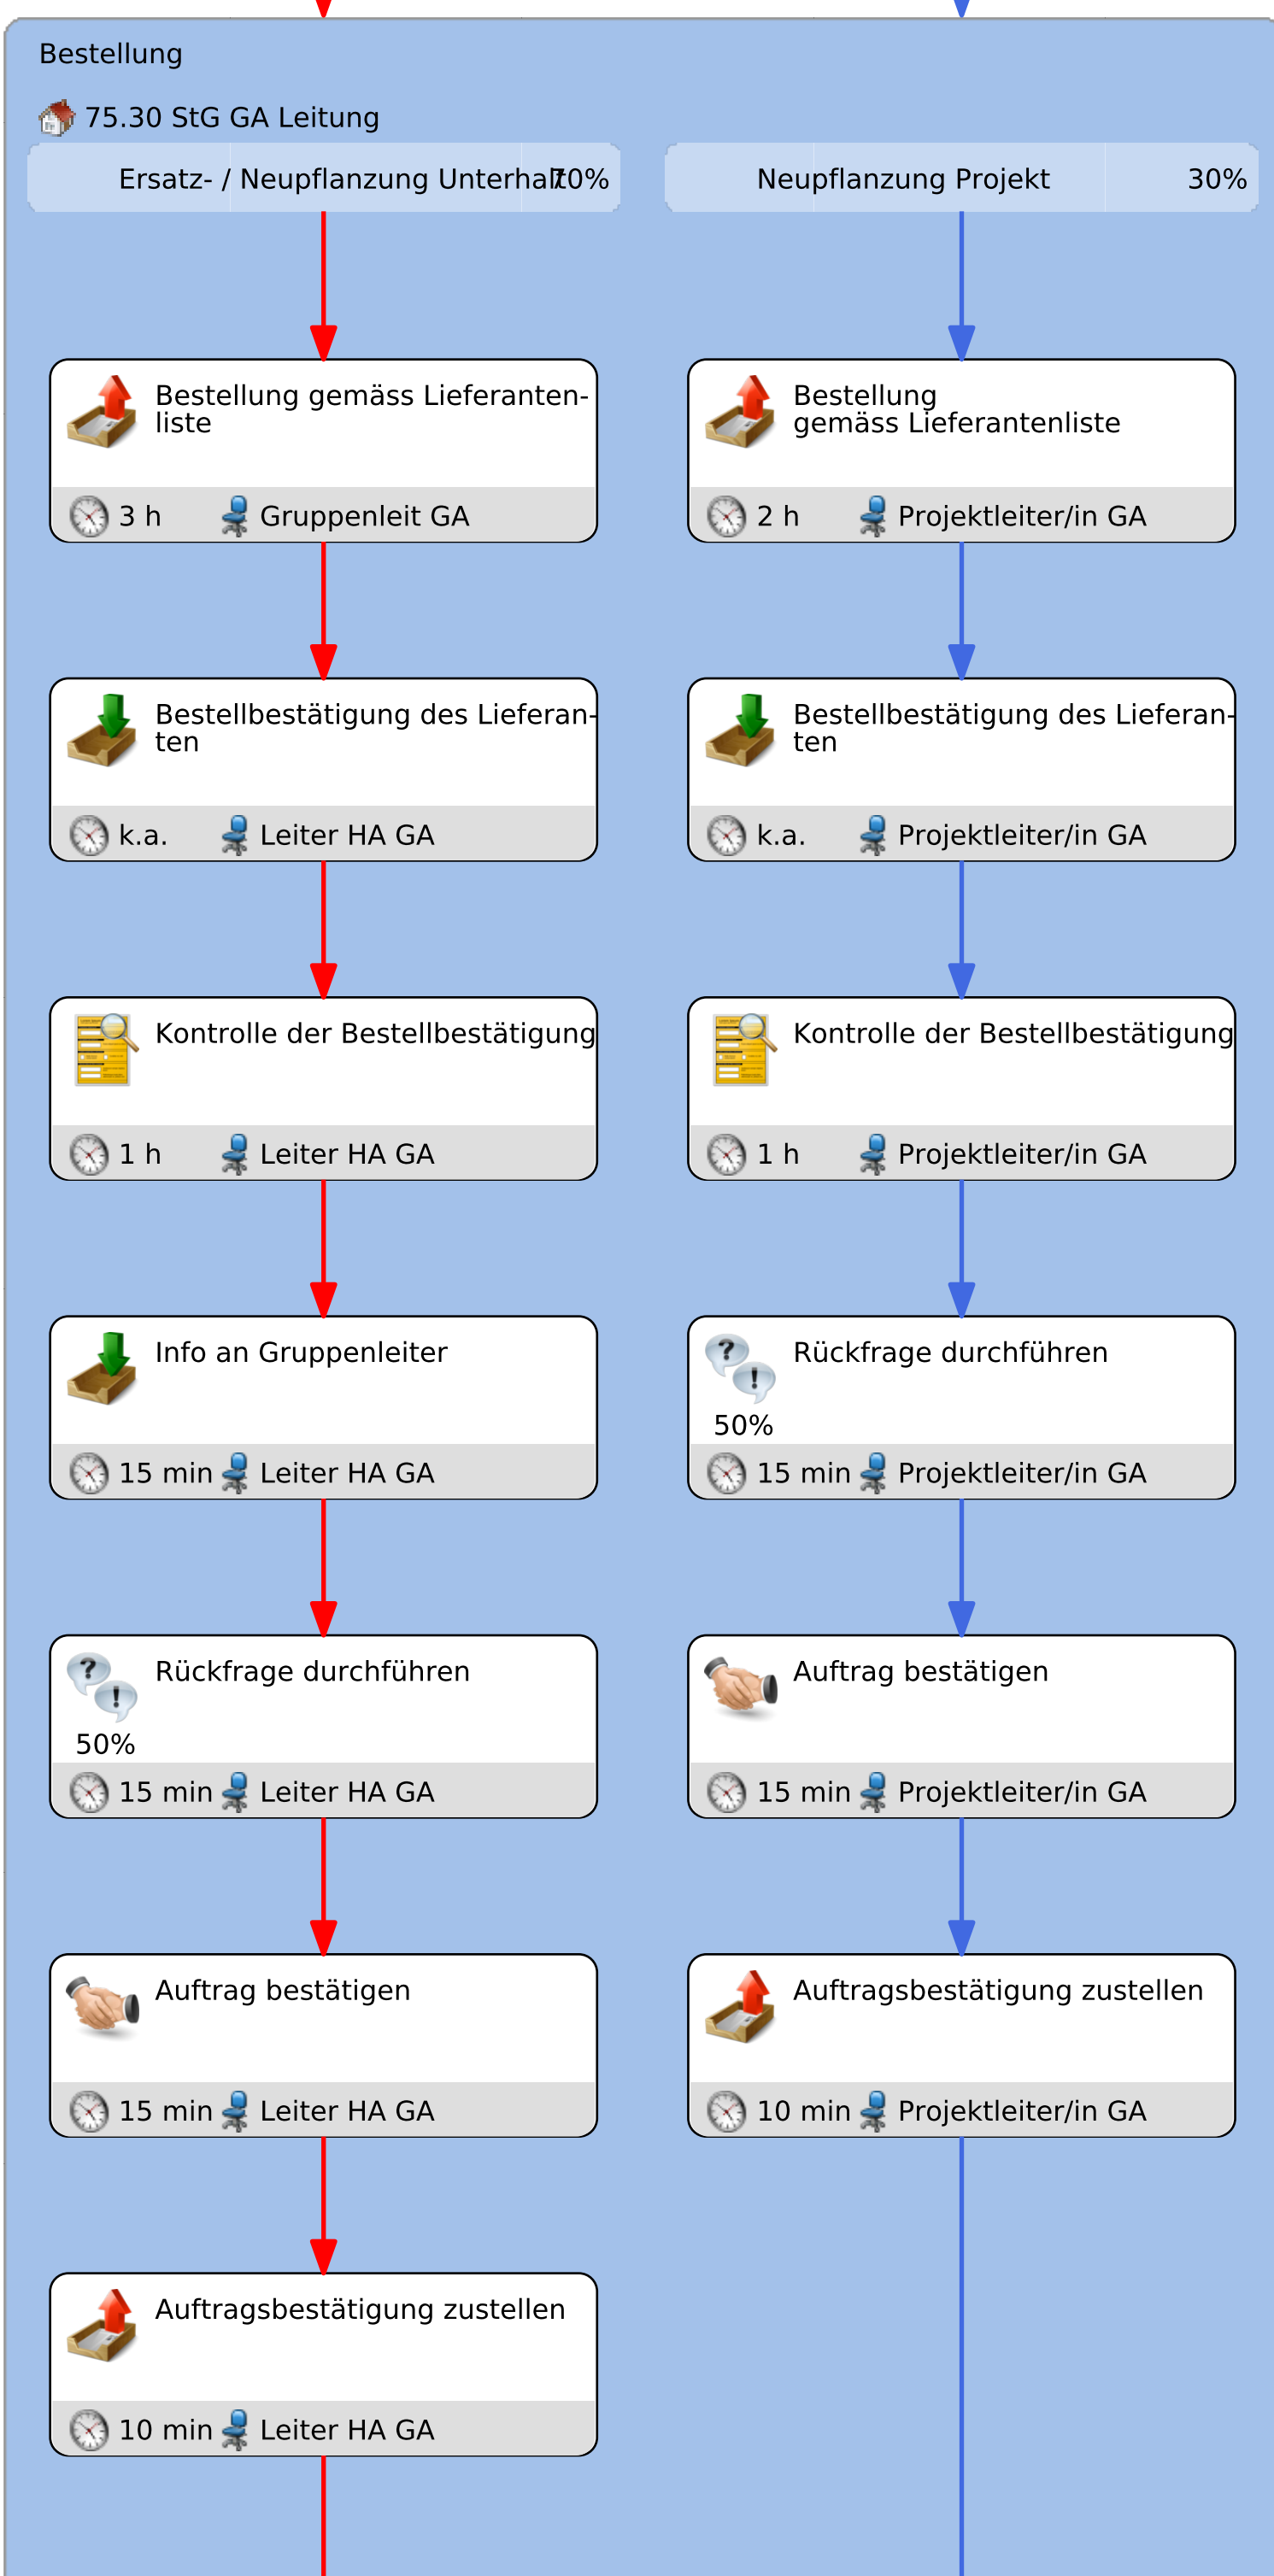 Bestellung
75.30 StG GA Leitung
Ersatz- / Neupflanzung Unterhalt
70%
Neupflanzung Projekt
30%
Bestellung gemäss Lieferanten-
liste
3 h
Gruppenleit GA
Bestellung
gemäss Lieferantenliste
2 h
Projektleiter/in GA
Bestellbestätigung des Lieferan-
ten
k.a.
Leiter HA GA
Bestellbestätigung des Lieferan-
ten
k.a.
Projektleiter/in GA
Kontrolle der Bestellbestätigung
1 h
Leiter HA GA
Kontrolle der Bestellbestätigung
1 h
Projektleiter/in GA
Info an Gruppenleiter
15 min
Leiter HA GA
? !
Rückfrage durchführen
50%
15 min
Projektleiter/in GA
? !
Rückfrage durchführen
50%
15 min
Leiter HA GA
Auftrag bestätigen
15 min
Projektleiter/in GA
Auftrag bestätigen
15 min
Leiter HA GA
Auftragsbestätigung zustellen
10 min
Projektleiter/in GA
Auftragsbestätigung zustellen
10 min
Leiter HA GA